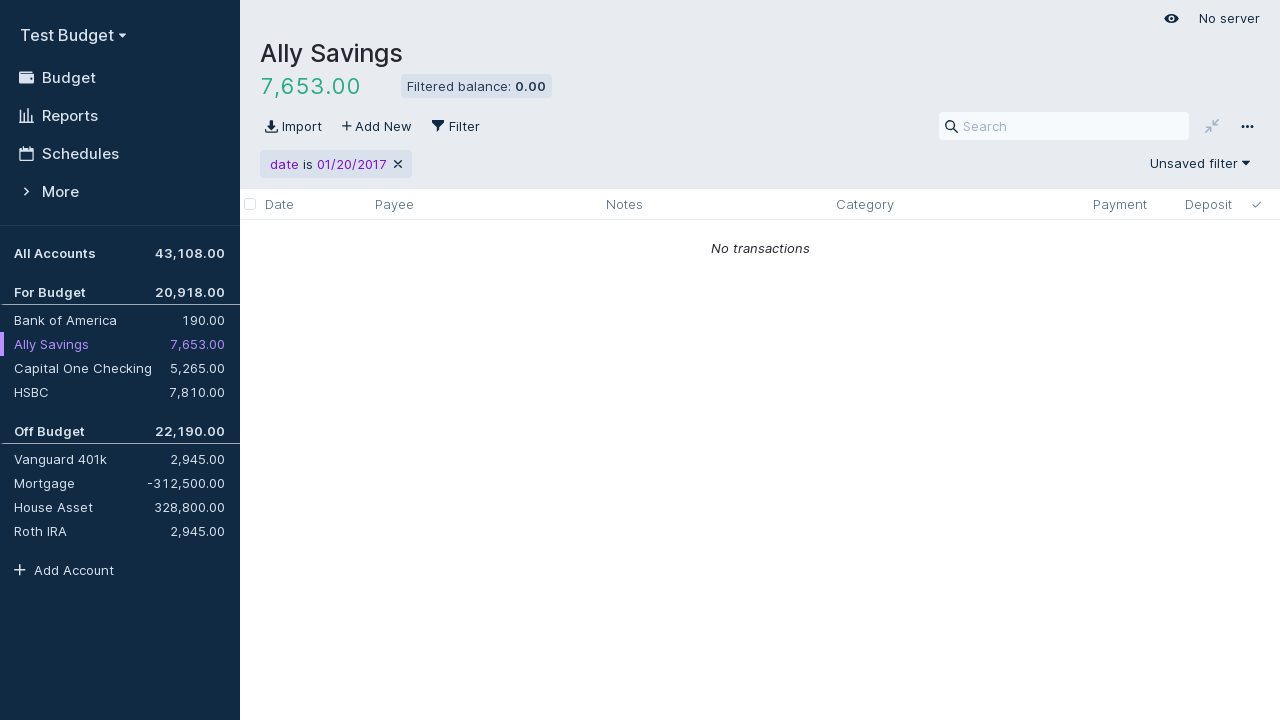 Test Budget
Budget
Reports
Schedules
More
All Accounts 43,108.00
For Budget 20,918.00
Bank of America 190.00
Ally Savings 7,653.00
Capital One Checking 5,265.00
HSBC 7,810.00
Off Budget 22,190.00
Vanguard 401k 2,945.00
Mortgage -312,500.00
House Asset 328,800.00
Roth IRA 2,945.00
Add Account
No server
Ally Savings
7,653.00 Filtered balance: 0.00
Import Add New Filter Search
date is 01/20/2017 Unsaved filter
Date Payee Notes Category Payment Deposit
No transactions